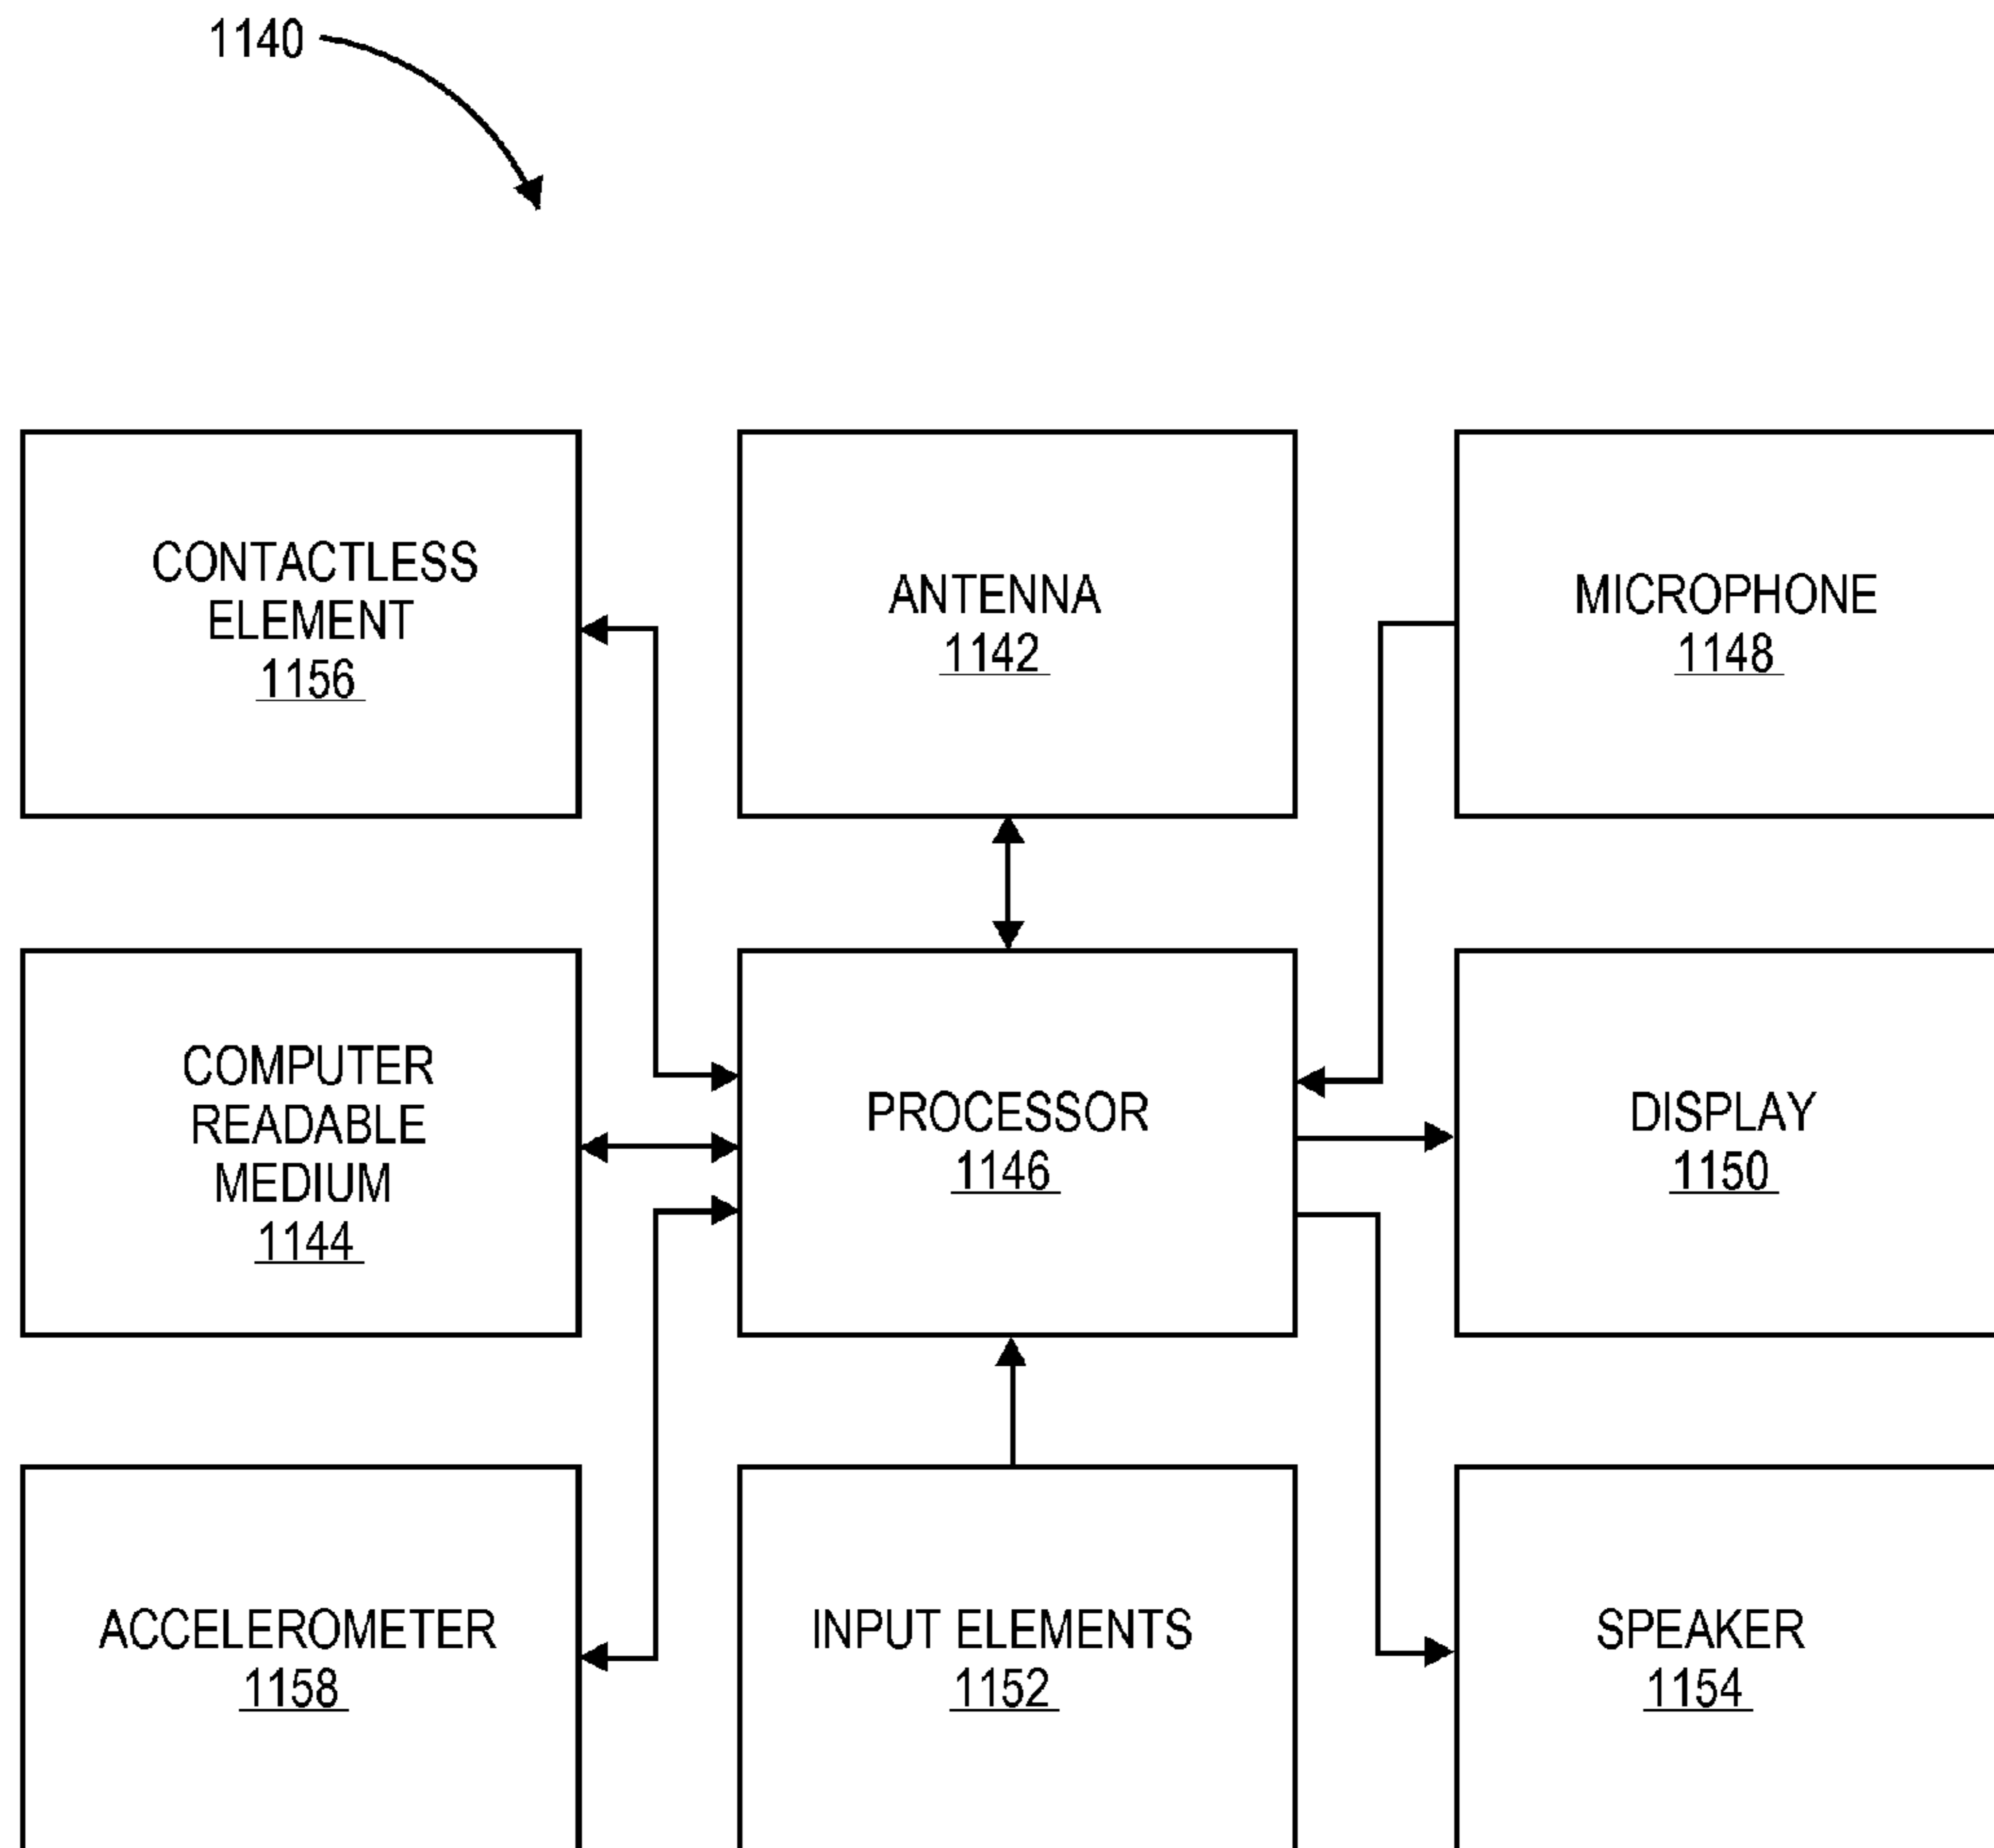 1140
CONTACTLESS
ELEMENT
1156
ANTENNA
1142
MICROPHONE
1148
COMPUTER
READABLE
MEDIUM
1144
PROCESSOR
1146
DISPLAY
1150
ACCELEROMETER
1158
INPUT ELEMENTS
1152
SPEAKER
1154